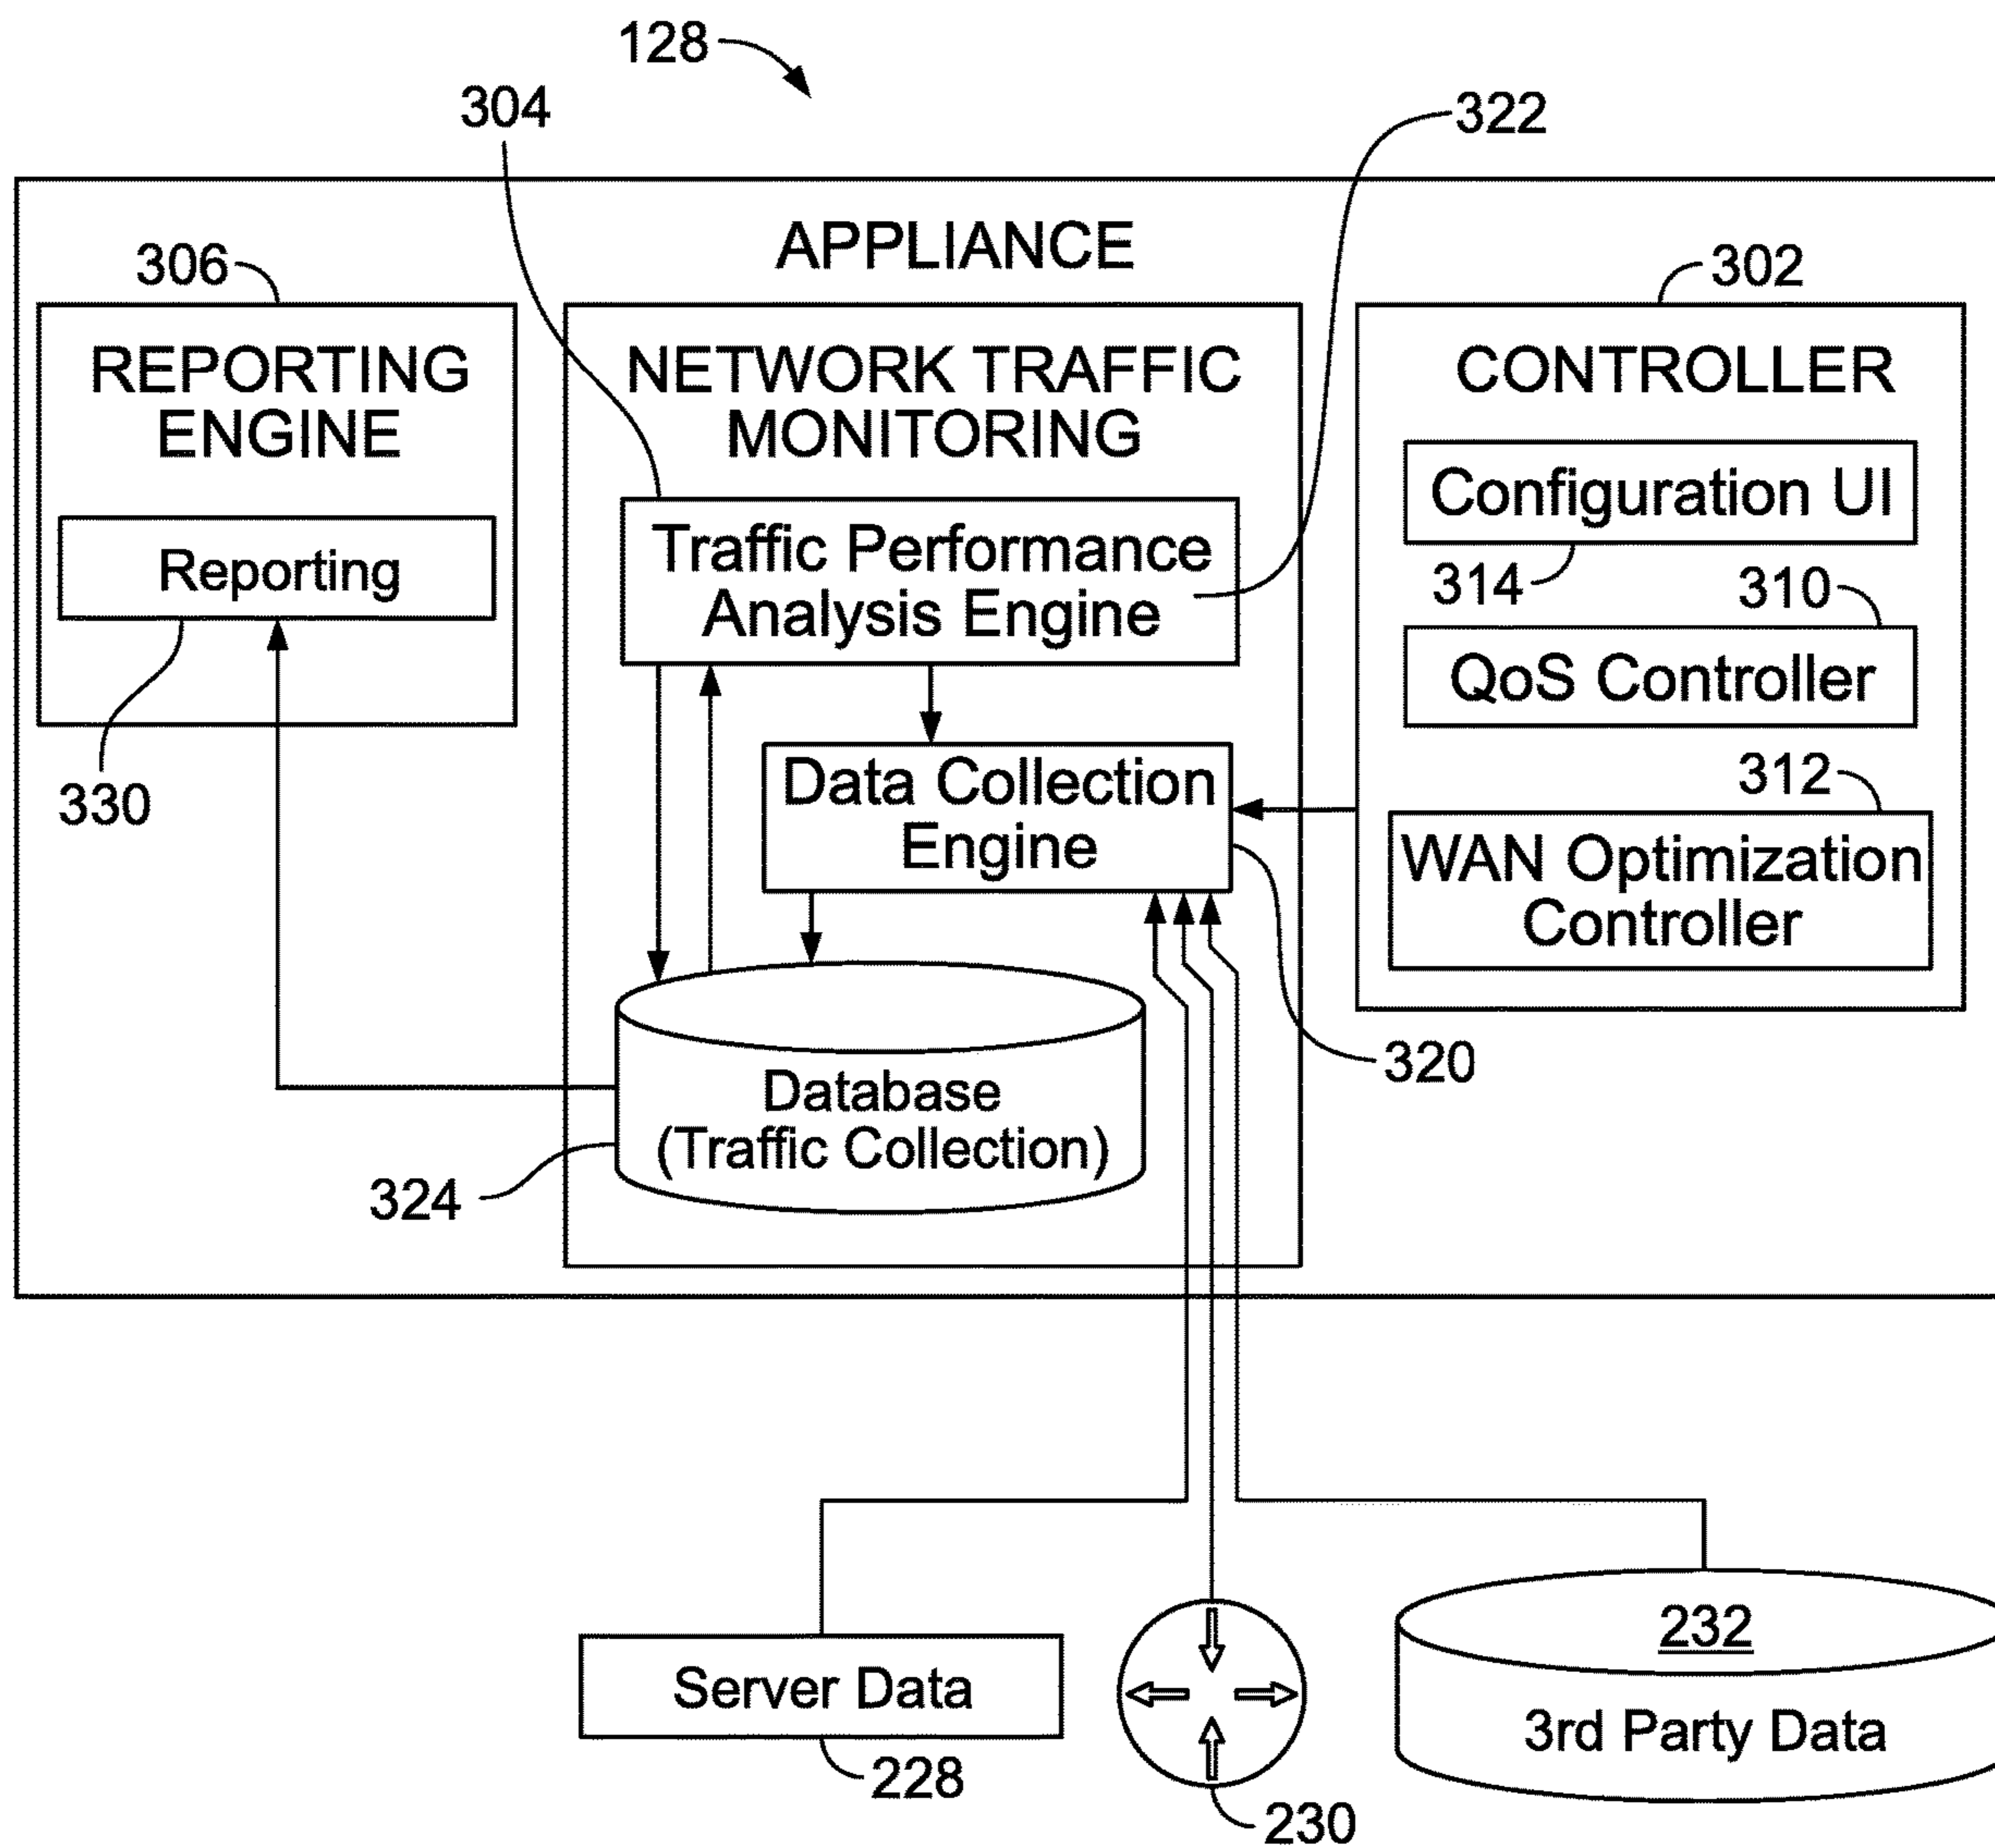 128
304
322
APPLIANCE
306
302
REPORTING
ENGINE
NETWORK TRAFFIC
MONITORING
CONTROLLER
Configuration UI
314
310
QoS Controller
312
WAN Optimization
Controller
Reporting
330
Traffic Performance
Analysis Engine
Data Collection
Engine
320
Database
(Traffic Collection)
324
Server Data
228
230
232
3rd Party Data